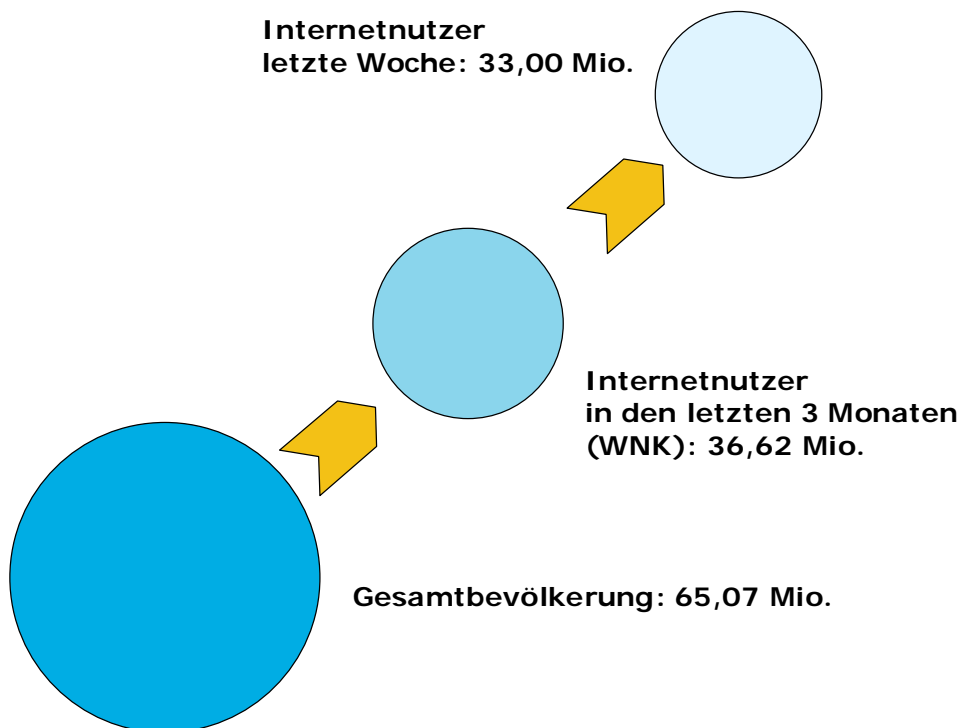 Internetnutzer
letzte Woche: 33,00 Mio.
Internetnutzer
in den letzten 3 Monaten
(WNK): 36,62 Mio.
Gesamtbevölkerung: 65,07 Mio.